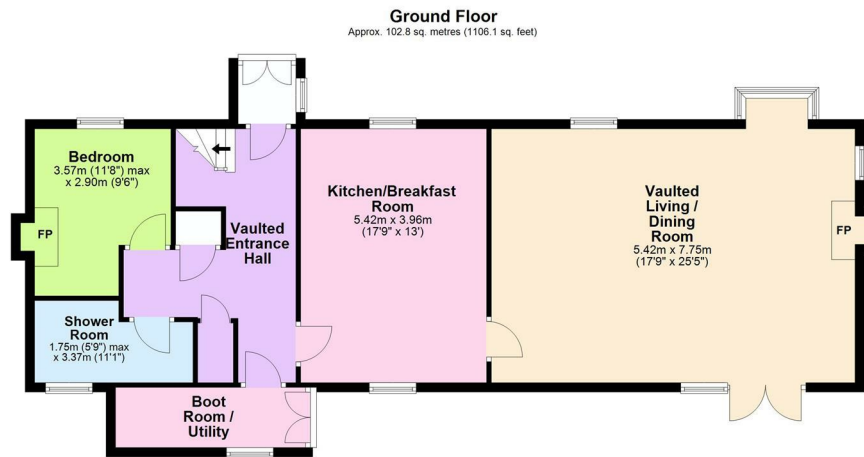 Ground Floor
Approx. 102.8 sq. metres (1106.1 sq. feet)
Bedroom
3.57m (11'8") max
x 2.90m (9'6")
FP
Vaulted
Entrance
Hall
Kitchen/Breakfast
Room
5.42m x 3.96m
(17'9" x 13')
Vaulted
Living /
Dining
Room
5.42m x 7.75m
(17'9" x 25'5")
FP
Shower
Room
1.75m (5'9") max
x 3.37m (11'1")
Boot
Room /
Utility